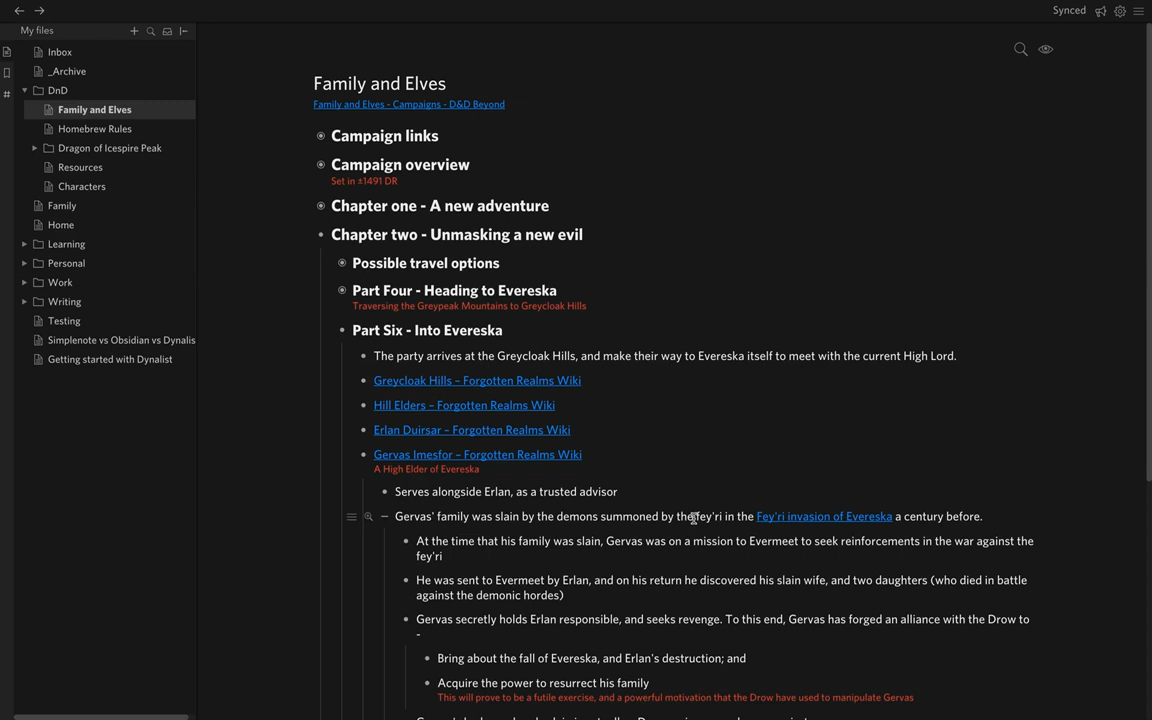 Synced
My files
Inbox
_Archive
DnD
Family and Elves
Homebrew Rules
Dragon of Icespire Peak
Resources
Characters
Family
Home
Learning
Personal
Work
Writing
Testing
Simplenote vs Obsidian vs Dynalis
Getting started with Dynalist
Family and Elves
Family and Elves - Campaigns - D&D Beyond
Campaign links
Campaign overview
Set in ±1491 DR
Chapter one - A new adventure
Chapter two - Unmasking a new evil
Possible travel options
Part Four - Heading to Evereska
Traversing the Greypeak Mountains to Greycloak Hills
Part Six - Into Evereska
The party arrives at the Greycloak Hills, and make their way to Evereska itself to meet with the current High Lord.
Greycloak Hills – Forgotten Realms Wiki
Hill Elders – Forgotten Realms Wiki
Erlan Duirsar – Forgotten Realms Wiki
Gervas Imesfor – Forgotten Realms Wiki
A High Elder of Evereska
Serves alongside Erlan, as a trusted advisor
Gervas' family was slain by the demons summoned by the fey'ri in the Fey'ri invasion of Evereska a century before.
At the time that his family was slain, Gervas was on a mission to Evermeet to seek reinforcements in the war against the
fey'ri
He was sent to Evermeet by Erlan, and on his return he discovered his slain wife, and two daughters (who died in battle
against the demonic hordes)
Gervas secretly holds Erlan responsible, and seeks revenge. To this end, Gervas has forged an alliance with the Drow to
-
Bring about the fall of Evereska, and Erlan's destruction; and
Acquire the power to resurrect his family
This will prove to be a futile exercise, and a powerful motivation that the Drow have used to manipulate Gervas